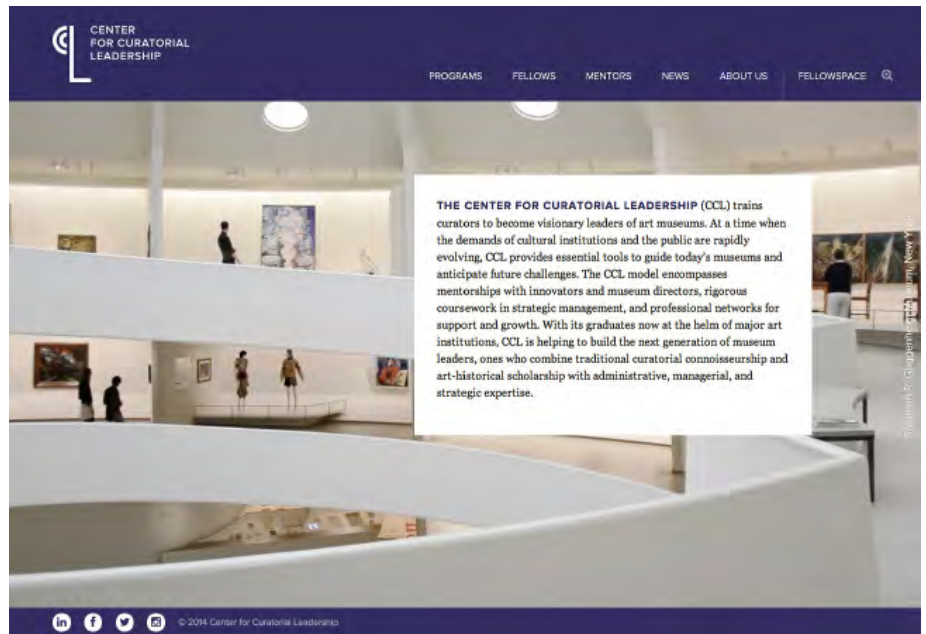 CENTER
FOR CURATORIAL
LEADERSHIP
PROGRAMS FELLOWS MENTORS NEWS ABOUT US FELLOWSPACE
THE CENTER FOR CURATORIAL LEADERSHIP (CCL) trains
curators to become visionary leaders of art museums. At a time when
the demands of cultural institutions and the public are rapidly
evolving, CCL provides essential tools to guide today's museums and
anticipate future challenges. The CCL model encompasses
mentorships with innovators and museum directors, rigorous
coursework in strategic management, and professional networks for
support and growth. With its graduates now at the helm of major art
institutions, CCL is helping to build the next generation of museum
leaders, ones who combine traditional curatorial connoisseurship and
art-historical scholarship with administrative, managerial, and
strategic expertise.
Solomon R. Guggenheim Museum, New York
in f
© 2014 Center for Curatorial Leadership